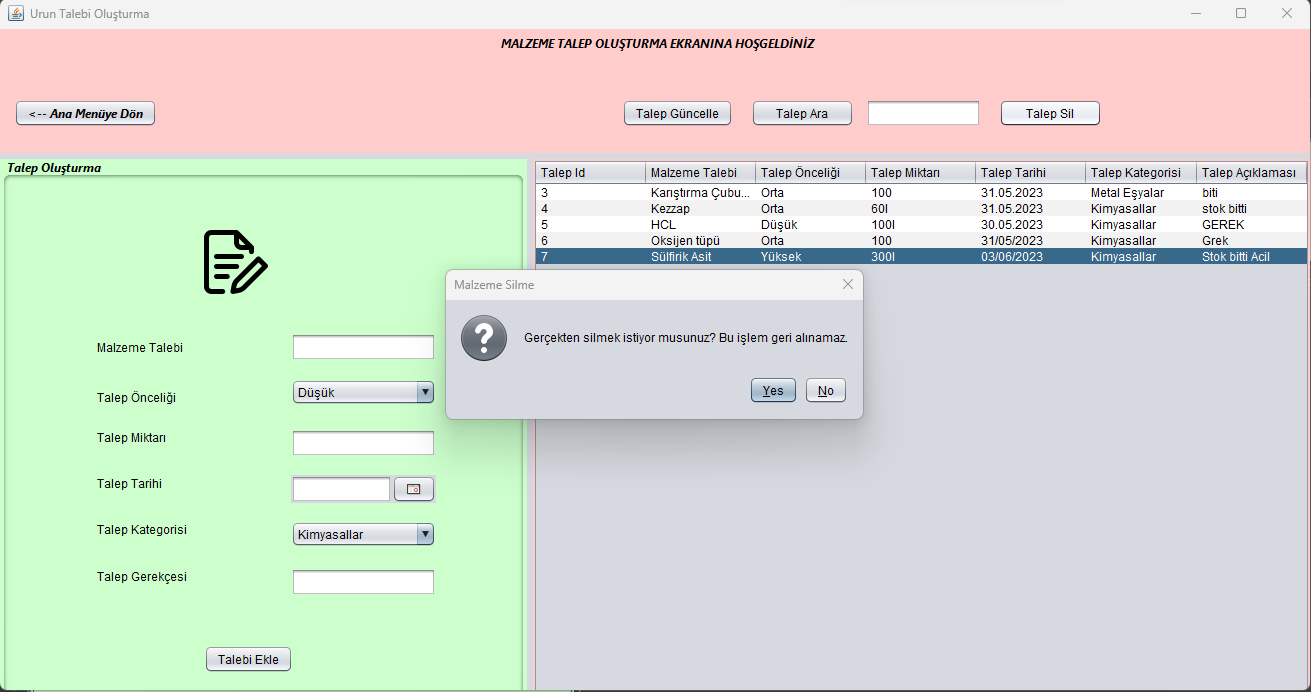 Urun Talebi Oluşturma
MALZEME TALEP OLUŞTURMA EKRANINA HOŞGELDİNİZ
<-- Ana Menüye Dön
Talep Güncelle
Talep Ara
Talep Sil
Talep Oluşturma
Malzeme Talebi
Talep Önceliği
Düşük
Talep Miktarı
Talep Tarihi
Talep Kategorisi
Kimyasallar
Talep Gerekçesi
Talebi Ekle
Talep Id Malzeme Talebi Talep Önceliği Talep Miktarı Talep Tarihi Talep Kategorisi Talep Açıklaması
3 Karıştırma Çubu... Orta 100 31.05.2023 Metal Eşyalar biti
4 Kezzap Orta 60l 31.05.2023 Kimyasallar stok bitti
5 HCL Düşük 100l 30.05.2023 Kimyasallar GEREK
6 Oksijen tüpü Orta 100 31/05/2023 Kimyasallar Grek
7 Sülfirik Asit Yüksek 300l 03/06/2023 Kimyasallar Stok bitti Acil
Malzeme Silme
Gerçekten silmek istiyor musunuz? Bu işlem geri alınamaz.
Yes
No